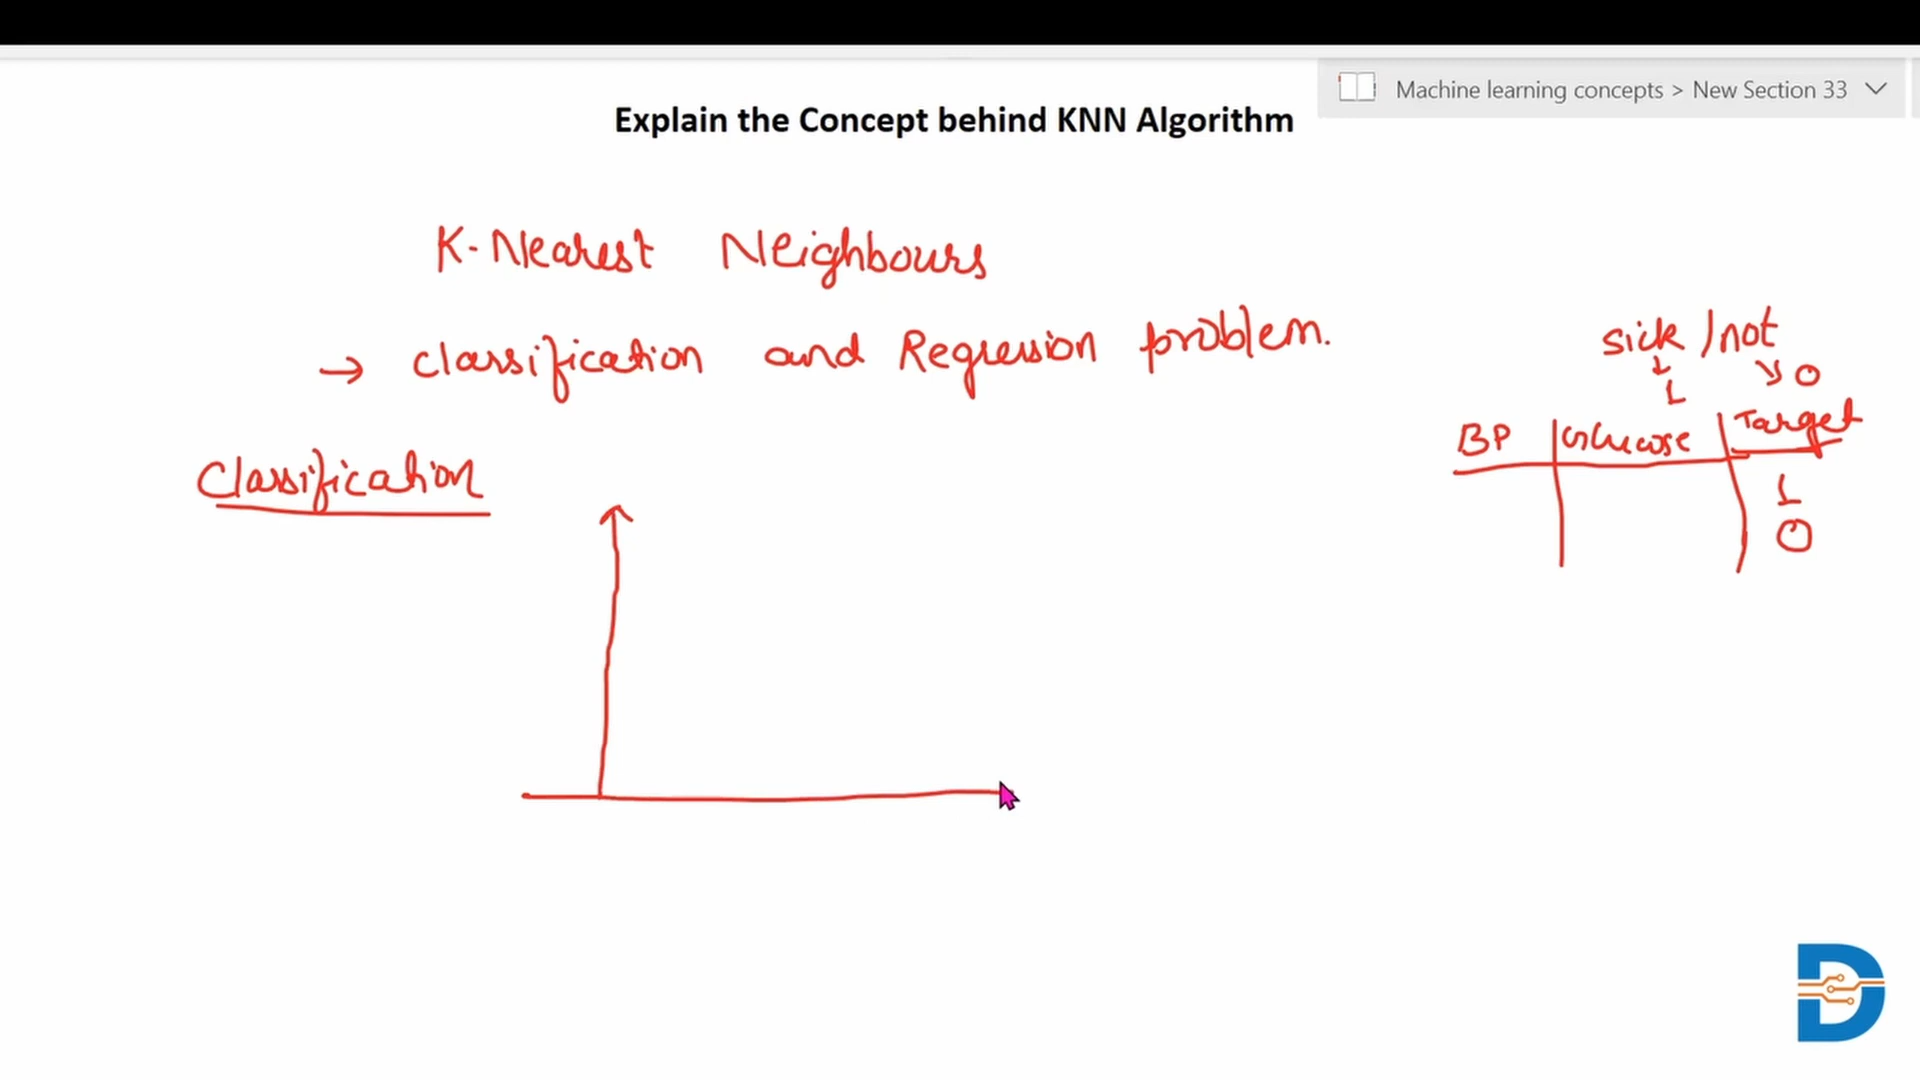 Machine learning concepts > New Section 33
Explain the Concept behind KNN Algorithm
K-Nearest Neighbours
→ classification and Regression problem.
sick / not
1 0
BP Glucose Target
1
0
Classification
D